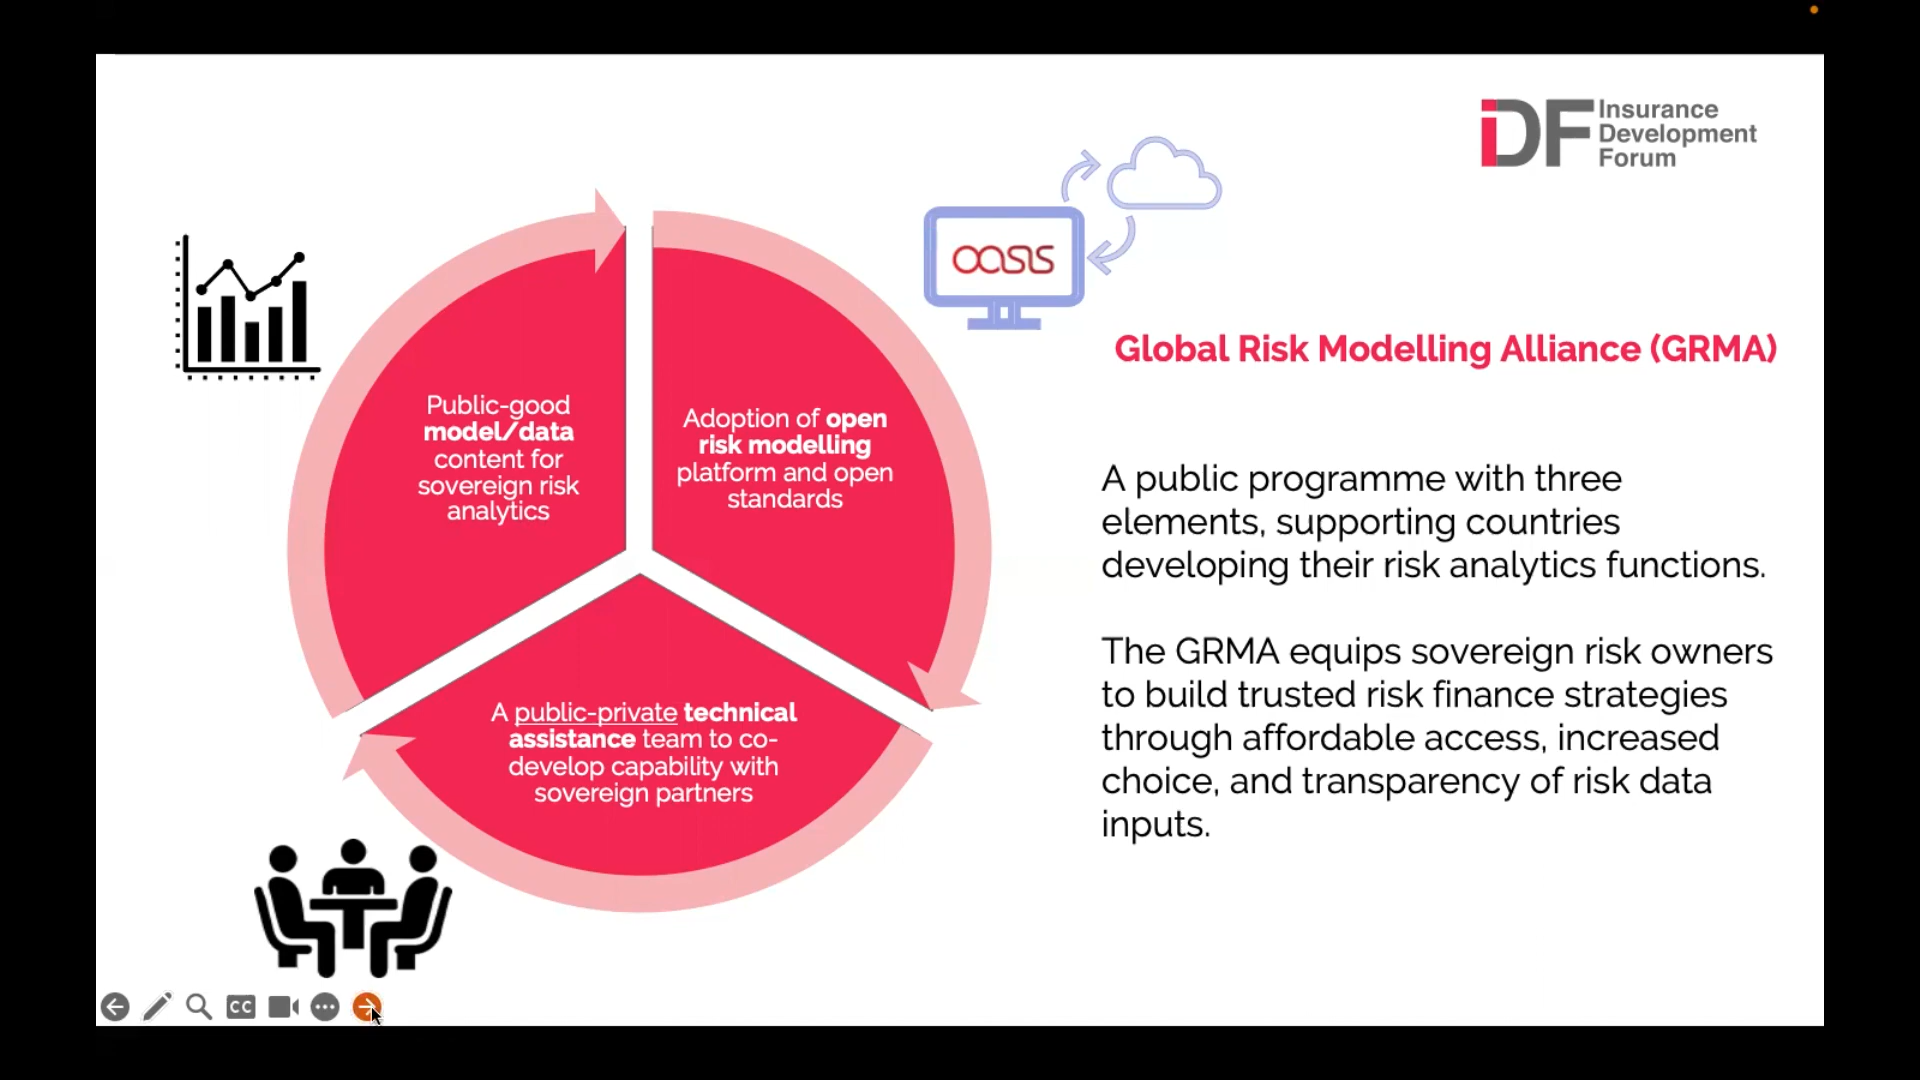 iDF Insurance
Development
Forum
OASIS
Global Risk Modelling Alliance (GRMA)
Public-good
model/data
content for
sovereign risk
analytics
Adoption of open
risk modelling
platform and open
standards
A public-private technical
assistance team to co-
develop capability with
sovereign partners
A public programme with three
elements, supporting countries
developing their risk analytics functions.
The GRMA equips sovereign risk owners
to build trusted risk finance strategies
through affordable access, increased
choice, and transparency of risk data
inputs.
CC